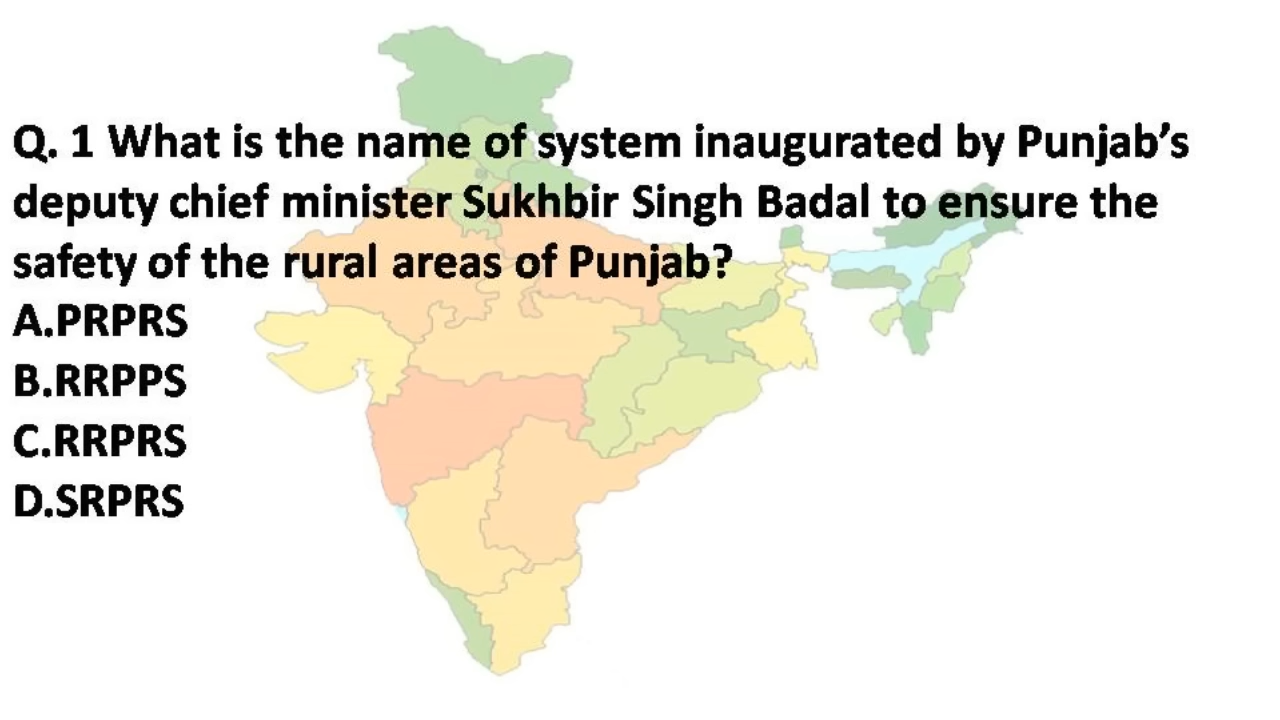 Q. 1 What is the name of system inaugurated by Punjab’s
deputy chief minister Sukhbir Singh Badal to ensure the
safety of the rural areas of Punjab?
A.PRPRS
B.RRPPS
C.RRPRS
D.SRPRS